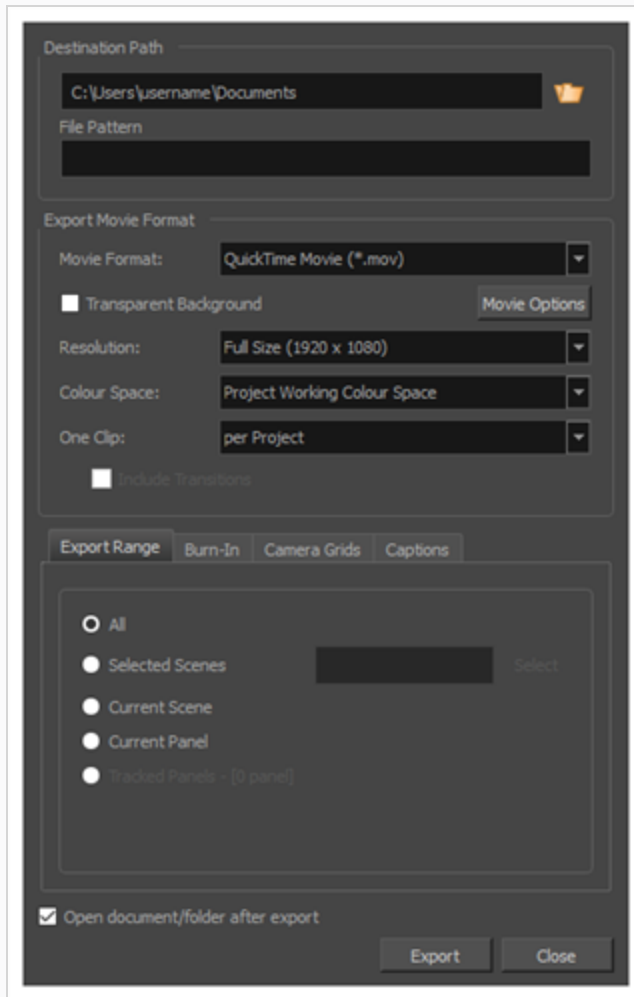 Destination Path
C:\Users\username\Documents
File Pattern
Export Movie Format
Movie Format: QuickTime Movie (*.mov)
Transparent Background Movie Options
Resolution: Full Size (1920 x 1080)
Colour Space: Project Working Colour Space
One Clip: per Project
Include Transitions
Export Range Burn-In Camera Grids Captions
All
Selected Scenes Select
Current Scene
Current Panel
Tracked Panels - [0 panel]
Open document/folder after export
Export Close